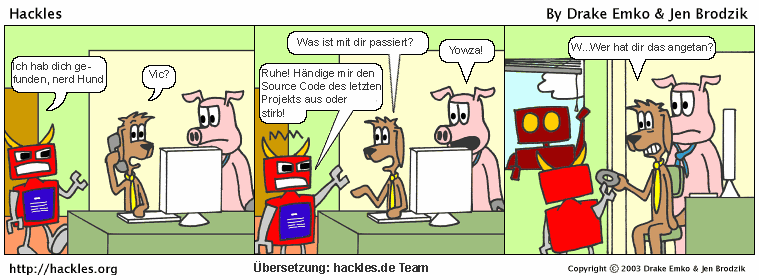 Hackles
By Drake Emko & Jen Brodzik
Ich hab dich ge-
funden, nerd Hund
Vic?
Was ist mit dir passiert?
Ruhe! Händige mir den
Source Code des letzten
Projekts aus oder
stirb!
Yowza!
W...Wer hat dir das angetan?
http://hackles.org
Übersetzung: hackles.de Team
Copyright © 2003 Drake Emko & Jen Brodzik